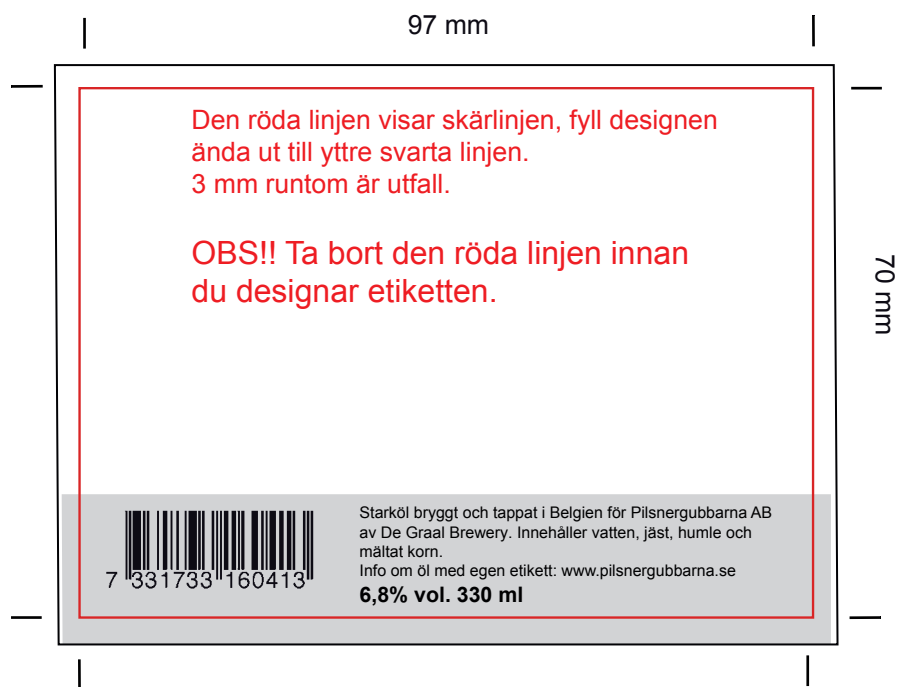 97 mm
Den röda linjen visar skärlinjen, fyll designen
ända ut till yttre svarta linjen.
3 mm runtom är utfall.
OBS!! Ta bort den röda linjen innan
du designar etiketten.
70 mm
Starköl bryggt och tappat i Belgien för Pilsnergubbarna AB
av De Graal Brewery. Innehåller vatten, jäst, humle och
mältat korn.
Info om öl med egen etikett: www.pilsnergubbarna.se
6,8% vol. 330 ml
7 331733 160413